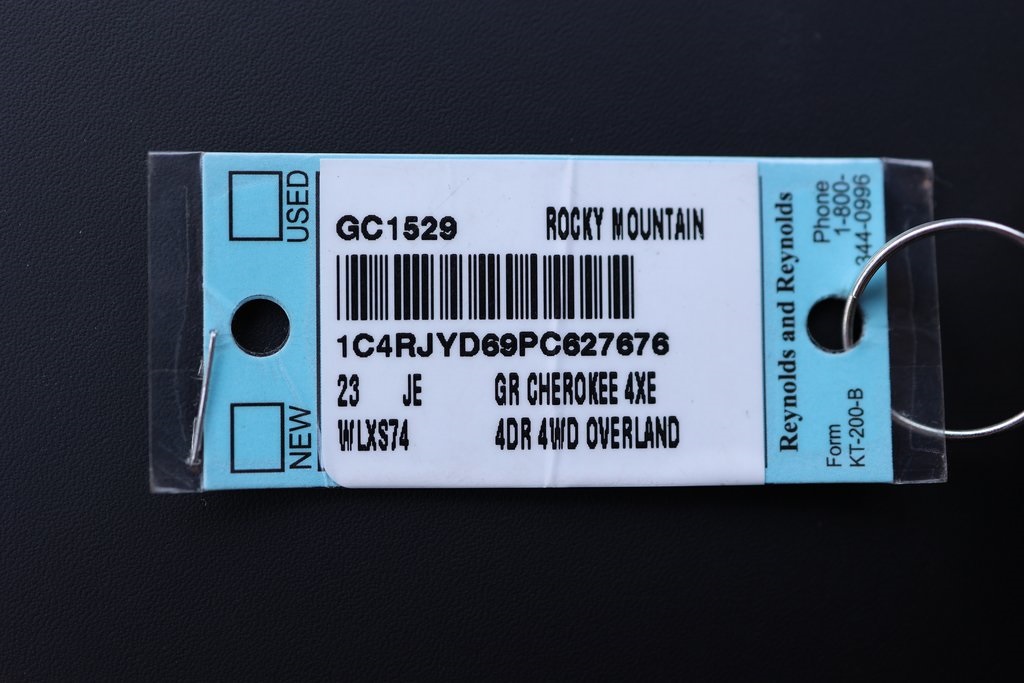 USED
NEW
GC1529 ROCKY MOUNTAIN
1C4RJYD69PC627676
23 JE GR CHEROKEE 4XE
WLXS74 4DR 4WD OVERLAND
Reynolds and Reynolds
Phone
1-800-
344-0996
Form
KT-200-B